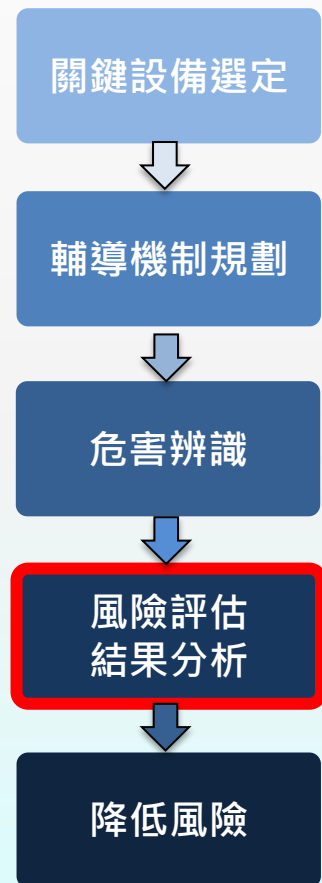 關鍵設備選定
輔導機制規劃
危害辨識
風險評估
結果分析
降低風險